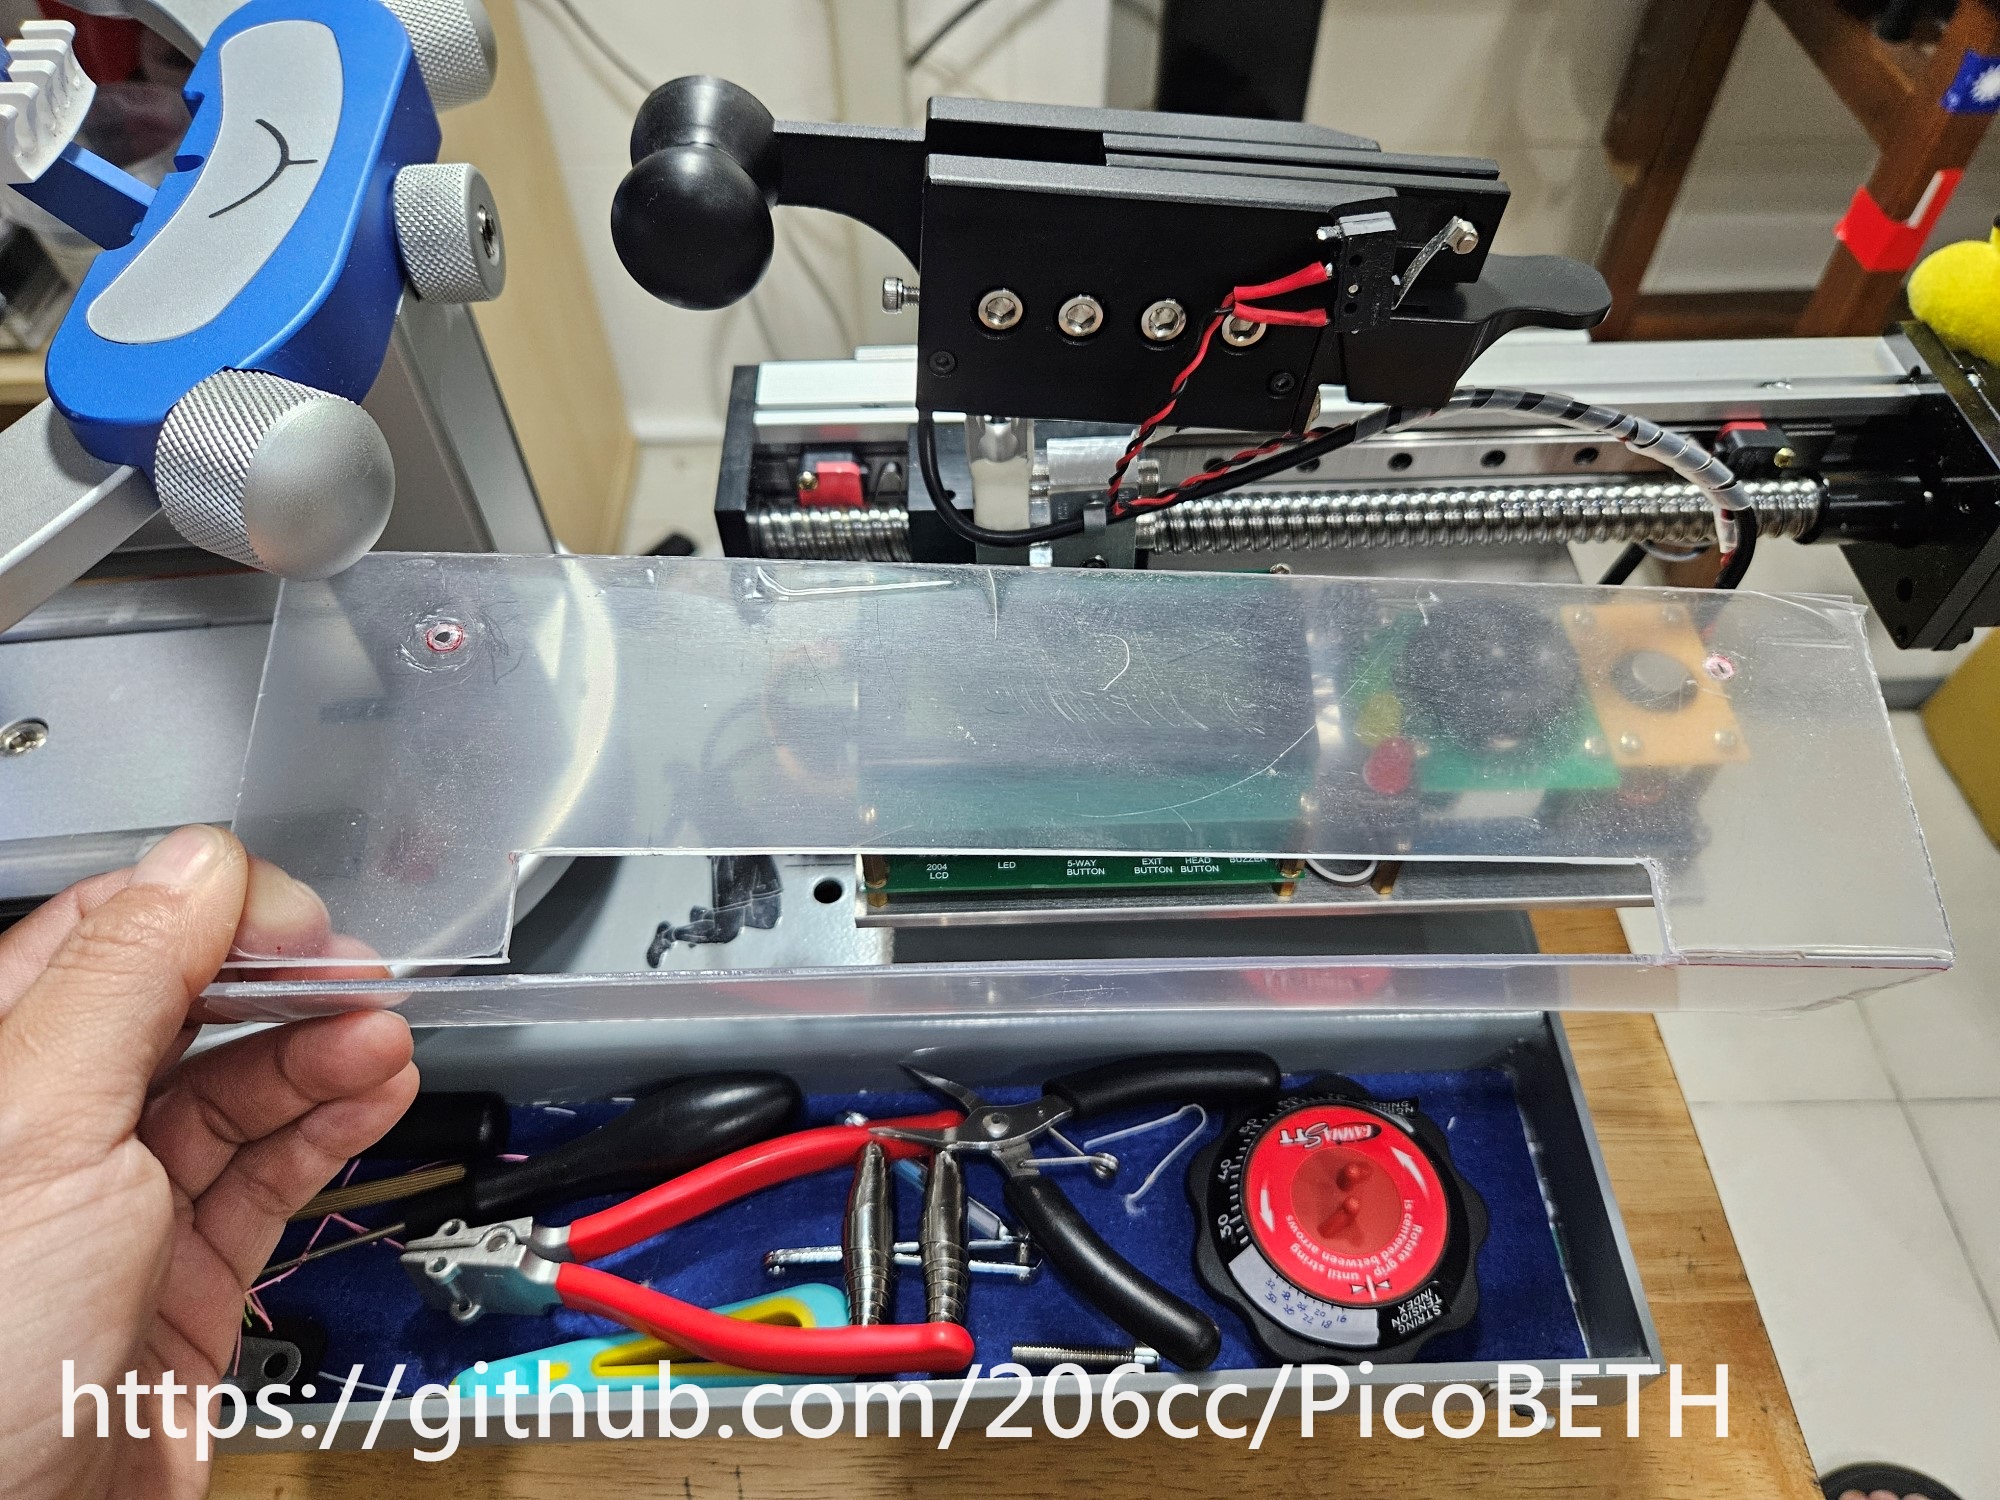 2004
LCD
LED
5-WAY
BUTTON
EXIT
BUTTON
HEAD
BUTTON
BUZZER
GAMMA STT
Rotate grip until string
is centered between arrows
STRING
TENSION
INDEX
30
40
https://github.com/206cc/PicoBETH